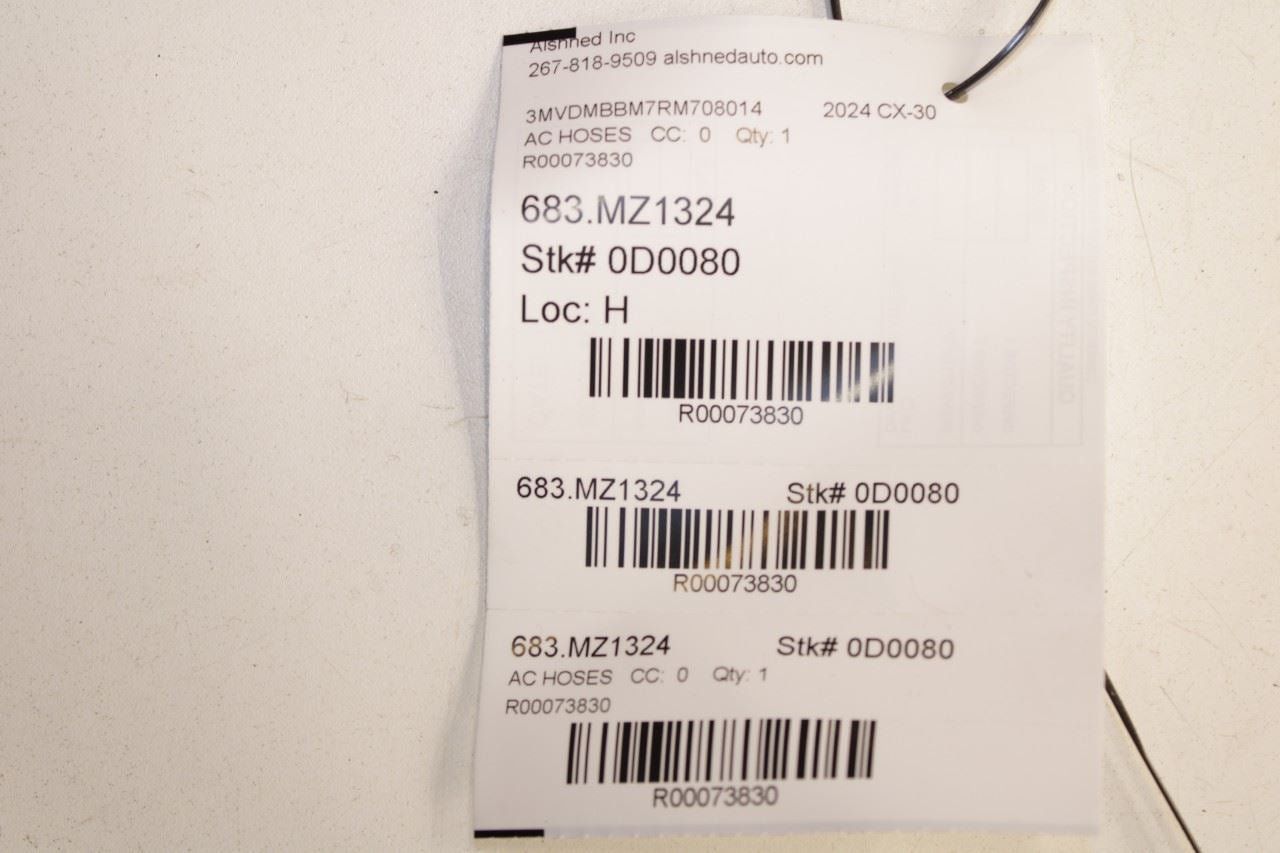 Alshned Inc
267-818-9509 alshnedauto.com
3MVDMBBM7RM708014 2024 CX-30
AC HOSES CC: 0 Qty: 1
R00073830
683.MZ1324
Stk# 0D0080
Loc: H
R00073830
683.MZ1324 Stk# 0D0080
R00073830
683.MZ1324 Stk# 0D0080
AC HOSES CC: 0 Qty: 1
R00073830
R00073830